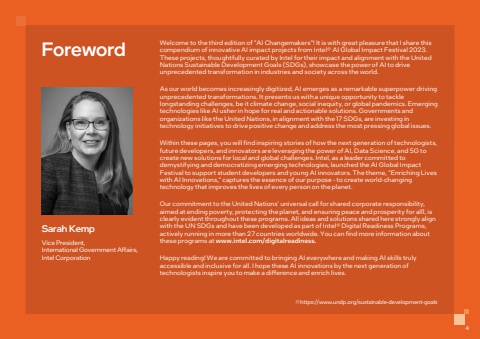 Foreword
Welcome to the third edition of "AI Changemakers"! It is with great pleasure that I share this
compendium of innovative AI impact projects from Intel® AI Global Impact Festival 2023.
These projects, thoughtfully curated by Intel for their impact and alignment with the United
Nations Sustainable Development Goals (SDGs), showcase the power of AI to drive
unprecedented transformation in industries and society across the world.
As our world becomes increasingly digitized, AI emerges as a remarkable superpower driving
unprecedented transformations. It presents us with a unique opportunity to tackle
longstanding challenges, be it climate change, social inequity, or global pandemics. Emerging
technologies like AI usher in hope for real and actionable solutions. Governments and
organizations like the United Nations, in alignment with the 17 SDGs, are investing in
technology initiatives to drive positive change and address the most pressing global issues.
Within these pages, you will find inspiring stories of how the next generation of technologists,
future developers, and innovators are leveraging the power of AI, Data Science, and 5G to
create new solutions for local and global challenges. Intel, as a leader committed to
demystifying and democratizing emerging technologies, launched the AI Global Impact
Festival to support student developers and young AI innovators. The theme, "Enriching Lives
with AI Innovations," captures the essence of our purpose - to create world-changing
technology that improves the lives of every person on the planet.
Our commitment to the United Nations' universal call for shared corporate responsibility,
aimed at ending poverty, protecting the planet, and ensuring peace and prosperity for all, is
clearly evident throughout these programs. All ideas and solutions shared here strongly align
with the UN SDGs and have been developed as part of Intel® Digital Readiness Programs,
actively running in more than 27 countries worldwide. You can find more information about
these programs at www.intel.com/digitalreadiness.
Happy reading! We are committed to bringing AI everywhere and making AI skills truly
accessible and inclusive for all. I hope these AI innovations by the next generation of
technologists inspire you to make a difference and enrich lives.
Sarah Kemp
Vice President,
International Government Affairs,
Intel Corporation
https://www.undp.org/sustainable-development-goals
4